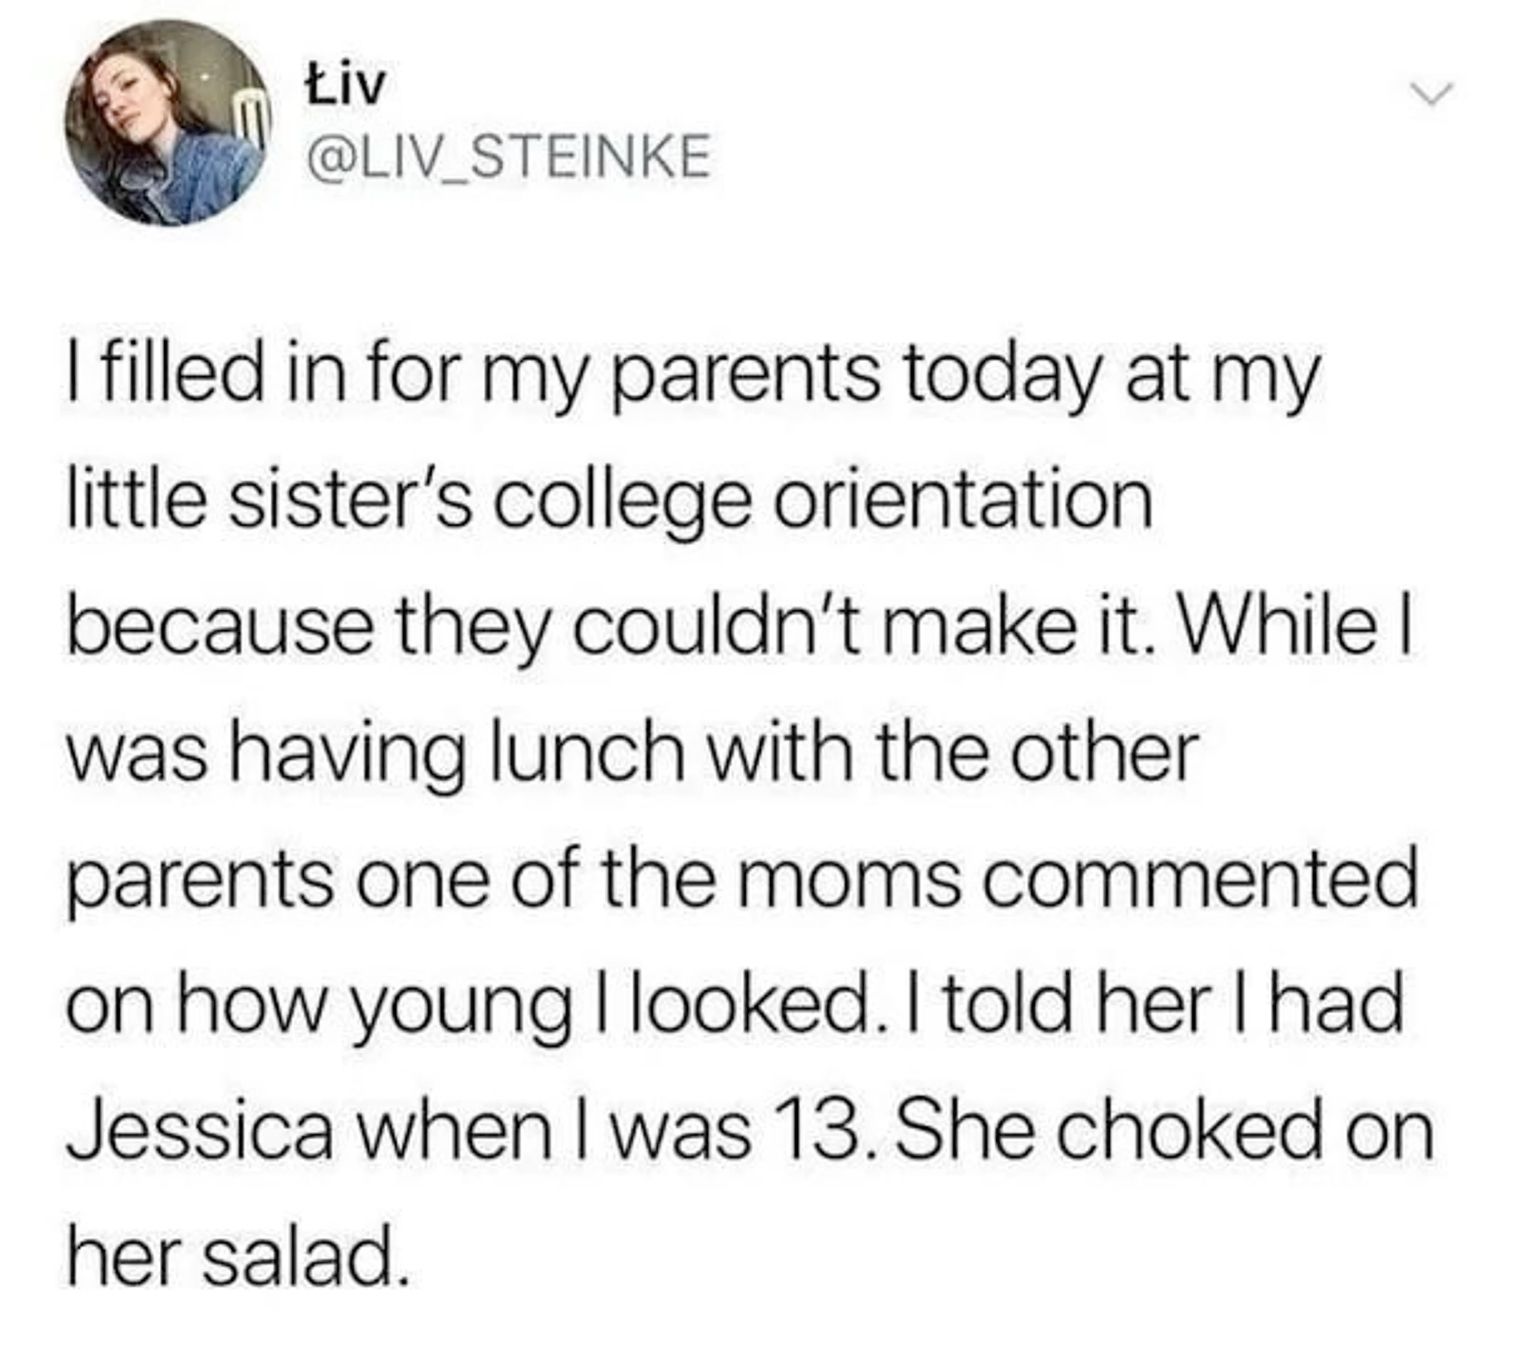 Łiv
@LIV_STEINKE
I filled in for my parents today at my
little sister's college orientation
because they couldn't make it. While I
was having lunch with the other
parents one of the moms commented
on how young I looked. I told her I had
Jessica when I was 13. She choked on
her salad.